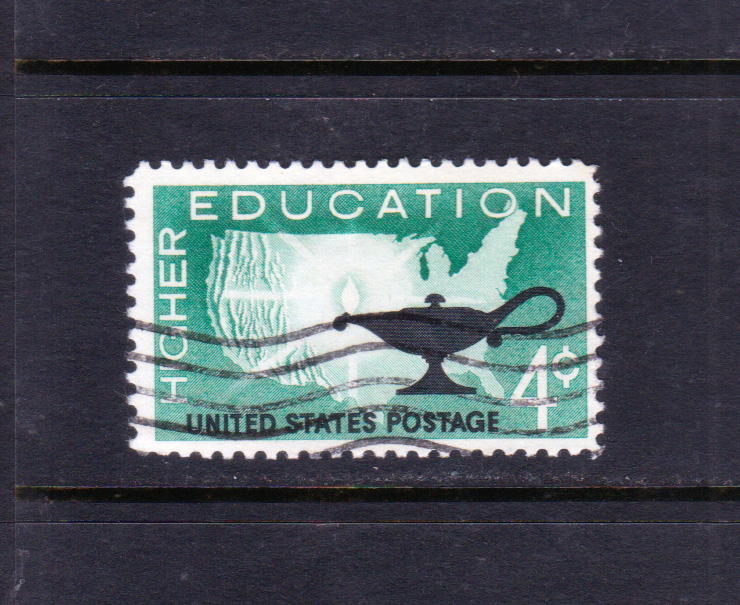 HIGHER
EDUCATION
4¢
UNITED STATES POSTAGE